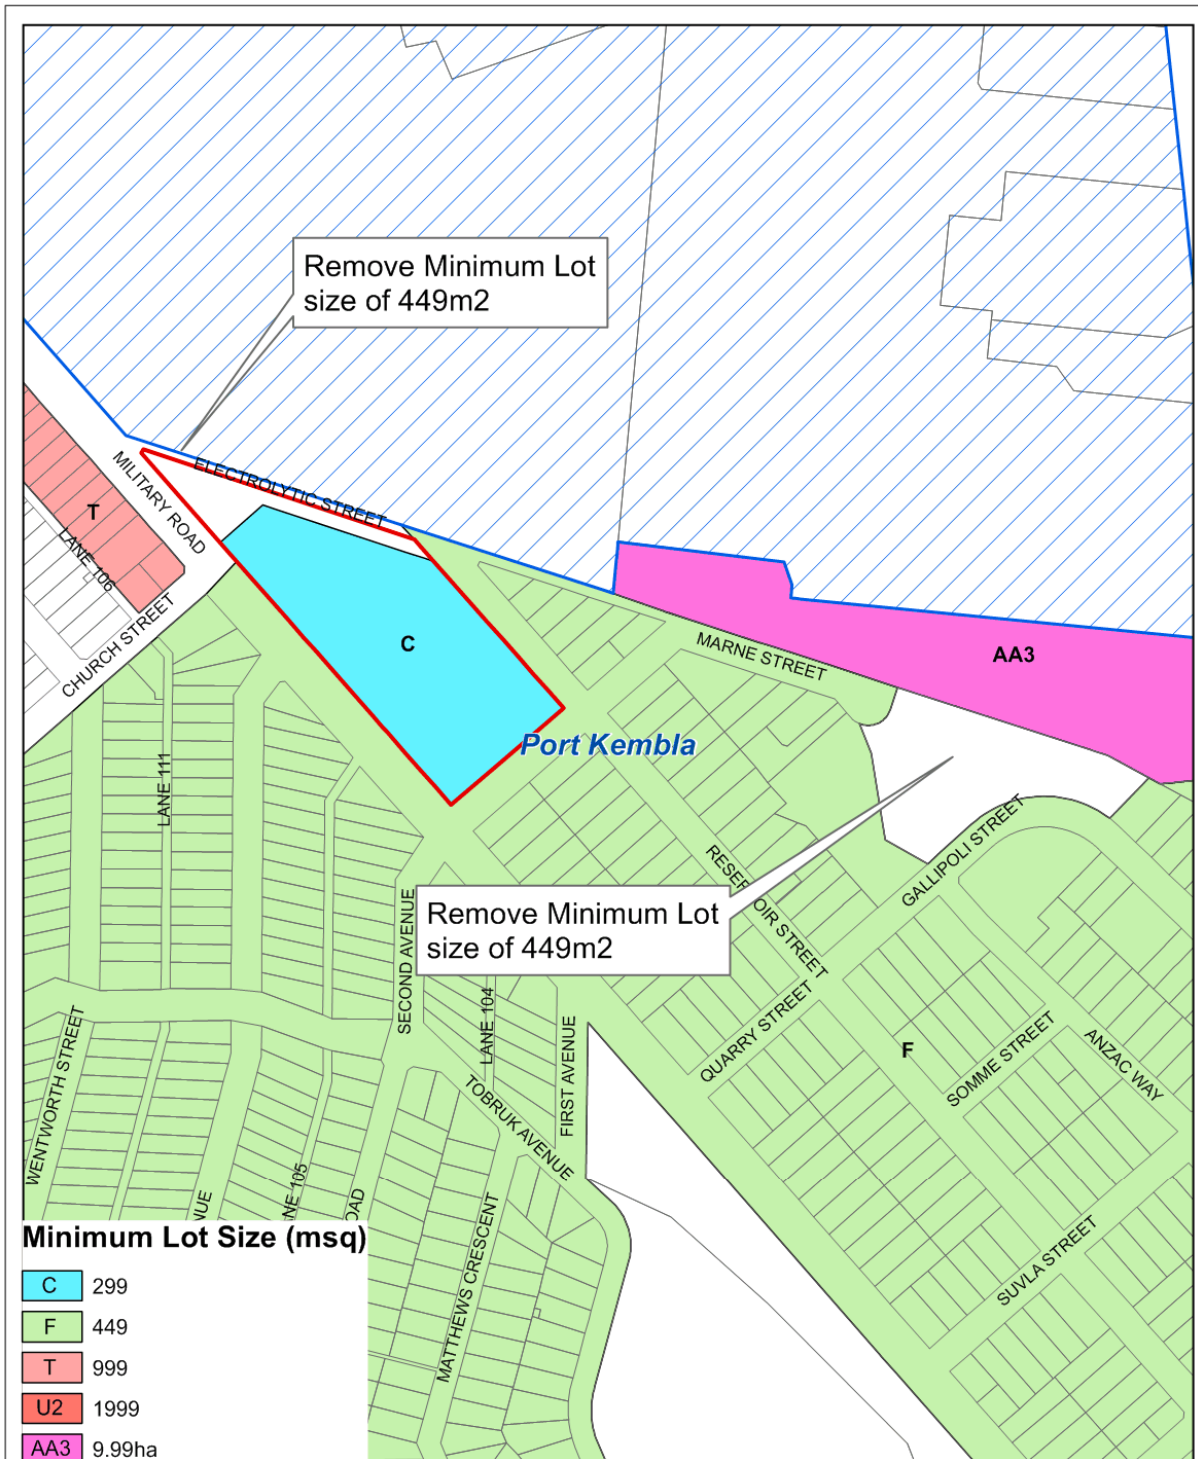 Remove Minimum Lot
size of 449m2
ELECTROLYTIC STREET
MILITARY ROAD
T
LANE 106
CHURCH STREET
C
MARNE STREET
AA3
Port Kembla
LANE 111
GALLIPOLI STREET
RESERVOIR STREET
Remove Minimum Lot
size of 449m2
SECOND AVENUE
LANE 104
FIRST AVENUE
QUARRY STREET
F
SOMME STREET
ANZAC WAY
WENTWORTH STREET
TOBRUK AVENUE
MATTHEWS CRESCENT
SUVLA STREET
Minimum Lot Size (msq)
C 299
F 449
T 999
U2 1999
AA3 9.99ha